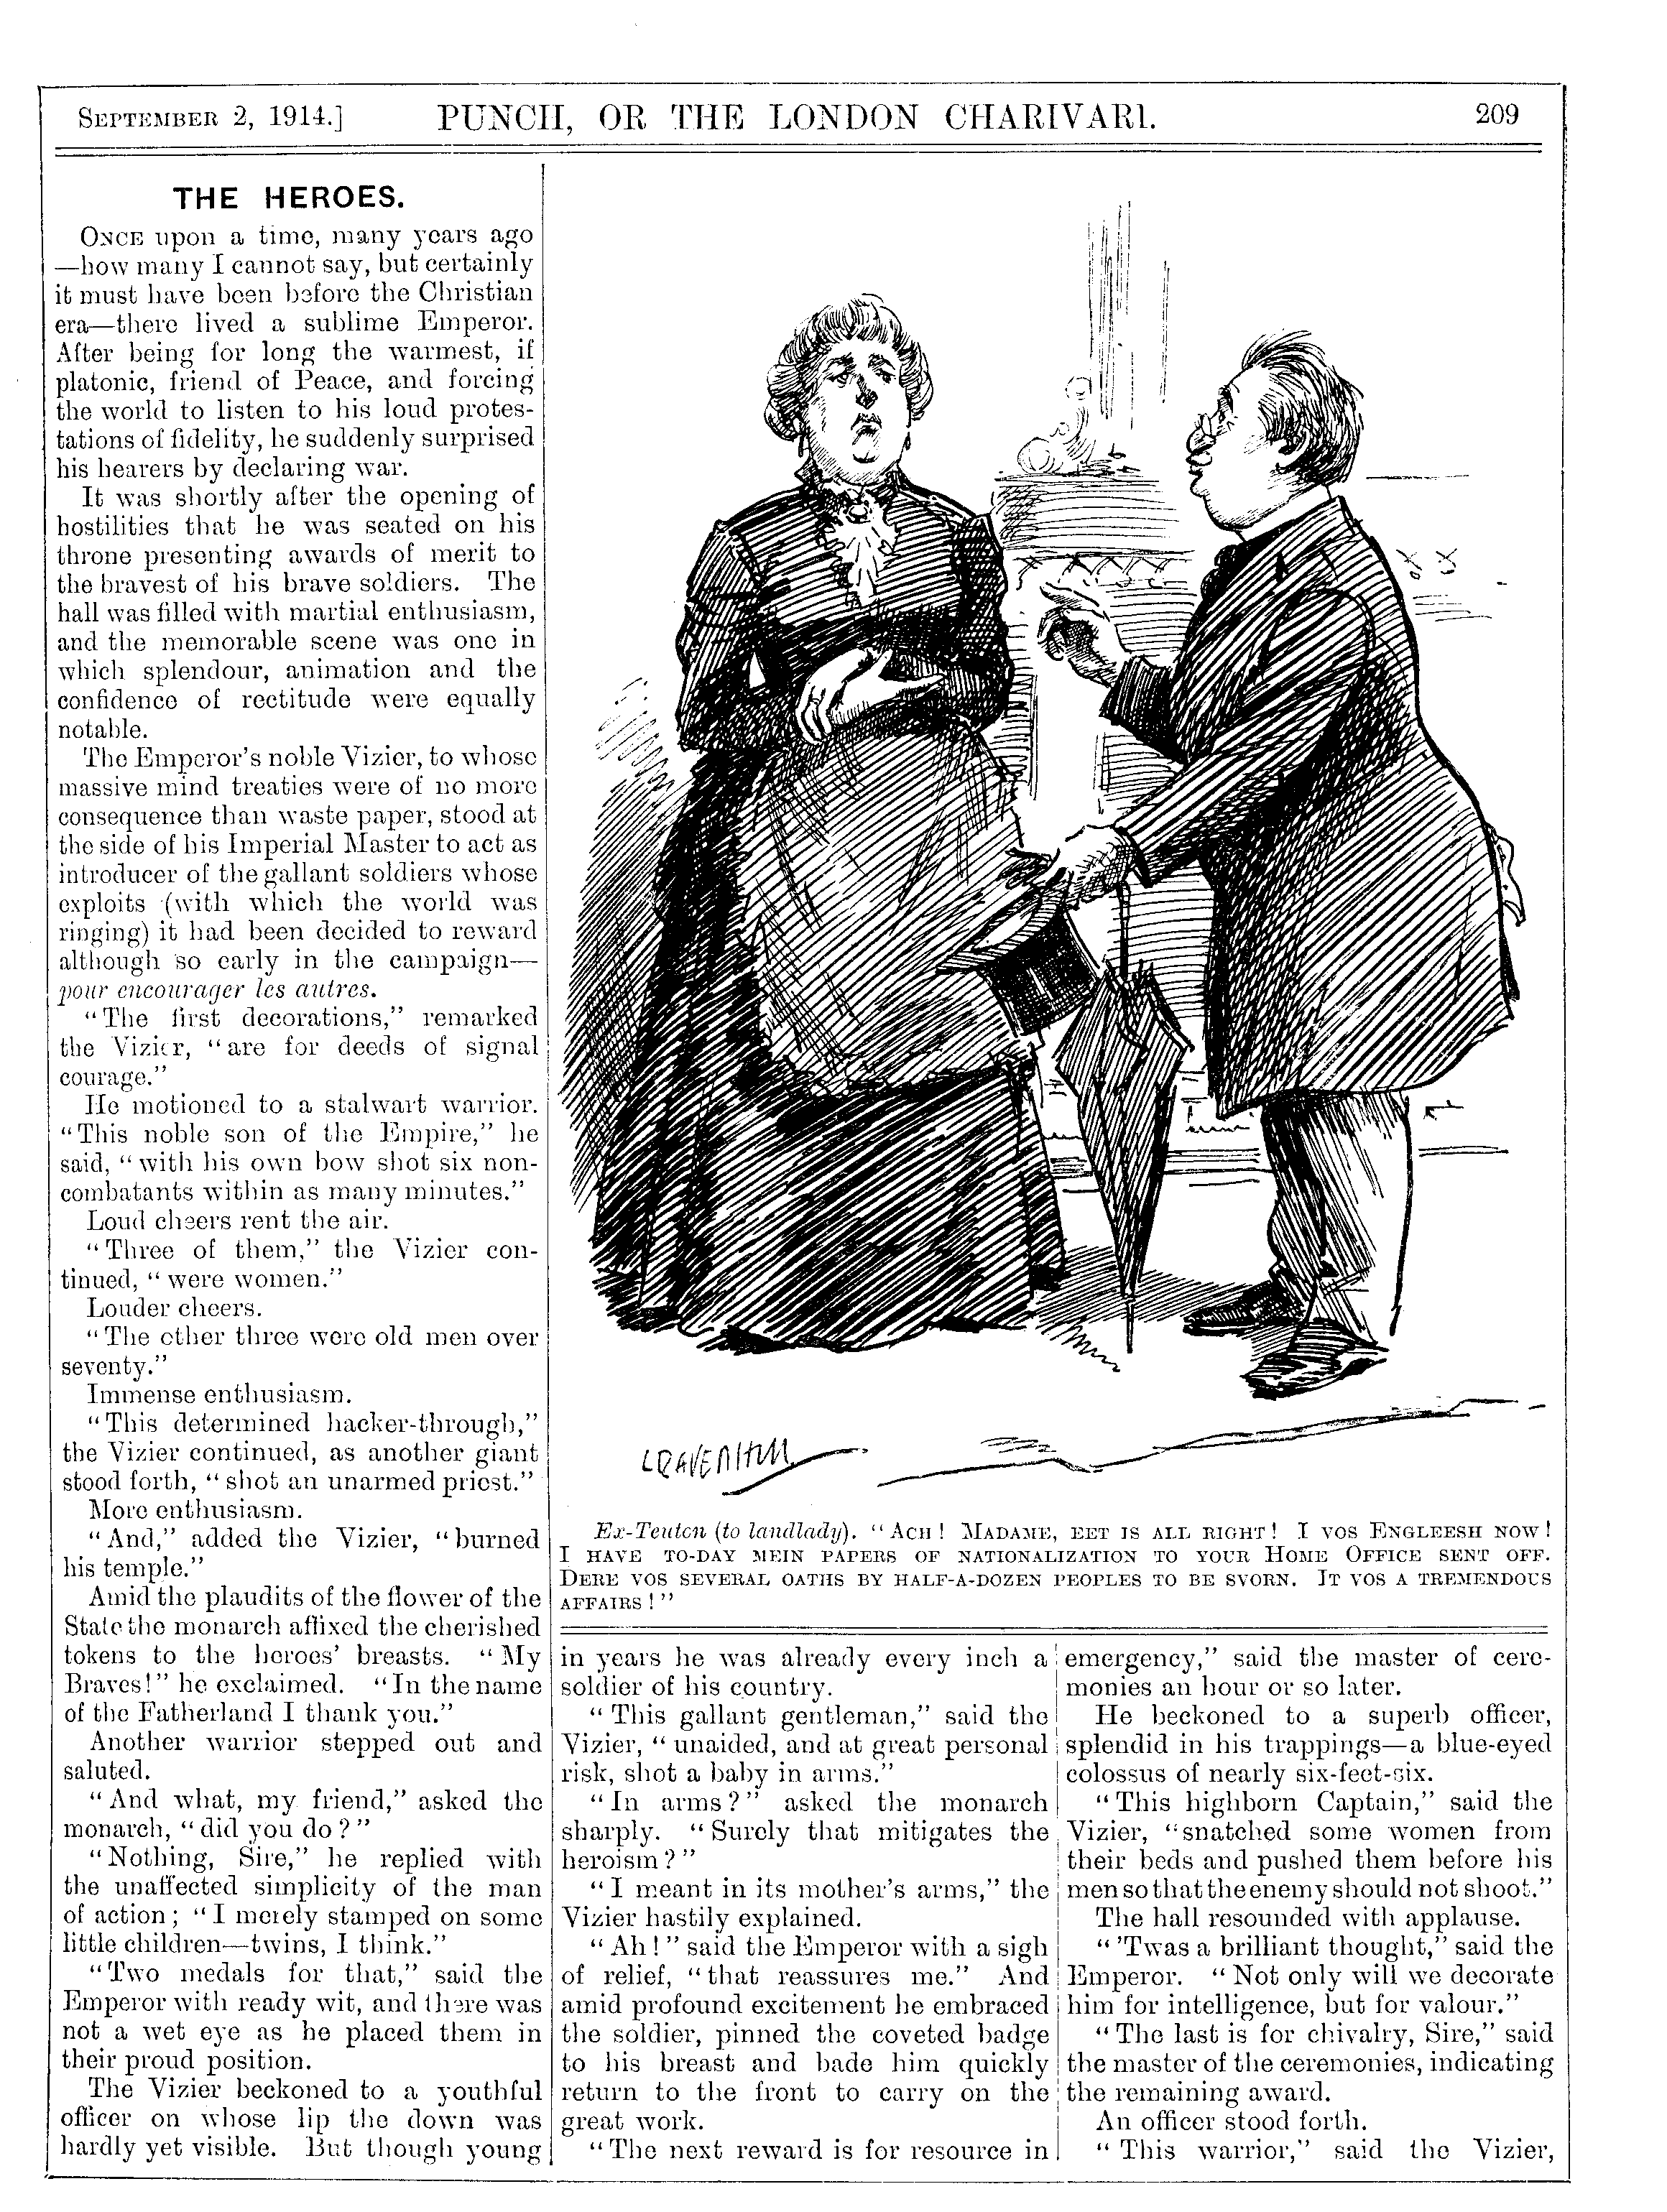 SEPTEMBER 2, 1914.] PUNCH, OR THE LONDON CHARIVARI. 209
THE HEROES.
ONCE upon a time, many years ago
—how many I cannot say, but certainly
it must have been before the Christian
era—there lived a sublime Emperor.
After being for long the warmest, if
platonic, friend of Peace, and forcing
the world to listen to his loud protes-
tations of fidelity, he suddenly surprised
his hearers by declaring war.
It was shortly after the opening of
hostilities that he was seated on his
throne presenting awards of merit to
the bravest of his brave soldiers. The
hall was filled with martial enthusiasm,
and the memorable scene was one in
which splendour, animation and the
confidence of rectitude were equally
notable.
The Emperor's noble Vizier, to whose
massive mind treaties were of no more
consequence than waste paper, stood at
the side of his Imperial Master to act as
introducer of the gallant soldiers whose
exploits (with which the world was
ringing) it had been decided to reward
although so early in the campaign—
pour encourager les autres.
"The first decorations," remarked
the Vizier, "are for deeds of signal
courage."
He motioned to a stalwart warrior.
"This noble son of the Empire," he
said, "with his own bow shot six non-
combatants within as many minutes."
Loud cheers rent the air.
"Three of them," the Vizier con-
tinued, "were women."
Louder cheers.
"The other three were old men over
seventy."
Immense enthusiasm.
"This determined hacker-through,"
the Vizier continued, as another giant
stood forth, "shot an unarmed priest."
More enthusiasm.
"And," added the Vizier, "burned
his temple."
Amid the plaudits of the flower of the
State the monarch affixed the cherished
tokens to the heroes' breasts. "My
Braves!" he exclaimed. "In the name
of the Fatherland I thank you."
Another warrior stepped out and
saluted.
"And what, my friend," asked the
monarch, "did you do?"
"Nothing, Sire," he replied with
the unaffected simplicity of the man
of action; "I merely stamped on some
little children—twins, I think."
"Two medals for that," said the
Emperor with ready wit, and there was
not a wet eye as he placed them in
their proud position.
The Vizier beckoned to a youthful
officer on whose lip the down was
hardly yet visible. But though young
L RAVENHILL
Ex-Teuton (to landlady). "ACH! MADAME, EET IS ALL RIGHT! I VOS ENGLEESH NOW!
I HAVE TO-DAY MEIN PAPERS OF NATIONALIZATION TO YOUR HOME OFFICE SENT OFF.
DERE VOS SEVERAL OATHS BY HALF-A-DOZEN PEOPLES TO BE SVORN. IT VOS A TREMENDOUS
AFFAIRS!"
in years he was already every inch a
soldier of his country.
"This gallant gentleman," said the
Vizier, "unaided, and at great personal
risk, shot a baby in arms."
"In arms?" asked the monarch
sharply. "Surely that mitigates the
heroism?"
"I meant in its mother's arms," the
Vizier hastily explained.
"Ah!" said the Emperor with a sigh
of relief, "that reassures me." And
amid profound excitement he embraced
the soldier, pinned the coveted badge
to his breast and bade him quickly
return to the front to carry on the
great work.
"The next reward is for resource in
emergency," said the master of cere-
monies an hour or so later.
He beckoned to a superb officer,
splendid in his trappings—a blue-eyed
colossus of nearly six-feet-six.
"This highborn Captain," said the
Vizier, "snatched some women from
their beds and pushed them before his
men so that the enemy should not shoot."
The hall resounded with applause.
"'Twas a brilliant thought," said the
Emperor. "Not only will we decorate
him for intelligence, but for valour."
"The last is for chivalry, Sire," said
the master of the ceremonies, indicating
the remaining award.
An officer stood forth.
"This warrior," said the Vizier,